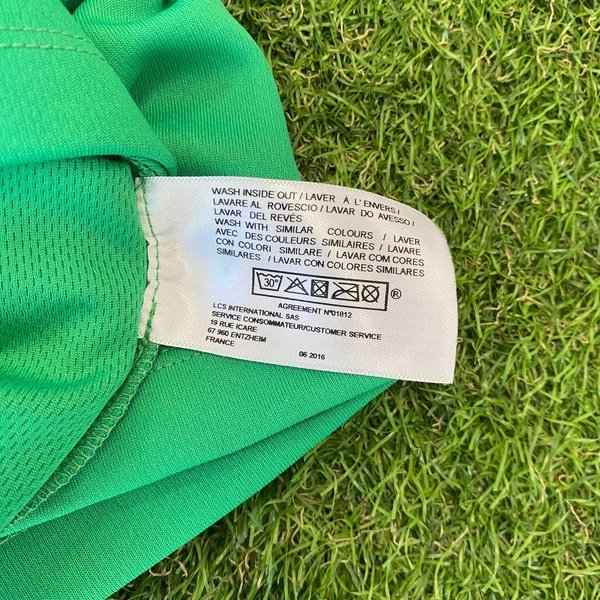 WASH INSIDE OUT / LAVER À L' ENVERS /
LAVARE AL ROVESCIO / LAVAR DO AVESSO /
LAVAR DEL REVÉS
WASH WITH SIMILAR COLOURS / LAVER
AVEC DES COULEURS SIMILAIRES / LAVARE
CON COLORI SIMILARE / LAVAR COM CORES
SIMILARES / LAVAR CON COLORES SIMILARES
30° ®
AGREEMENT N°01812
LCS INTERNATIONAL SAS
SERVICE CONSOMMATEUR/CUSTOMER SERVICE
19 RUE ICARE
67 960 ENTZHEIM
FRANCE
06 2016